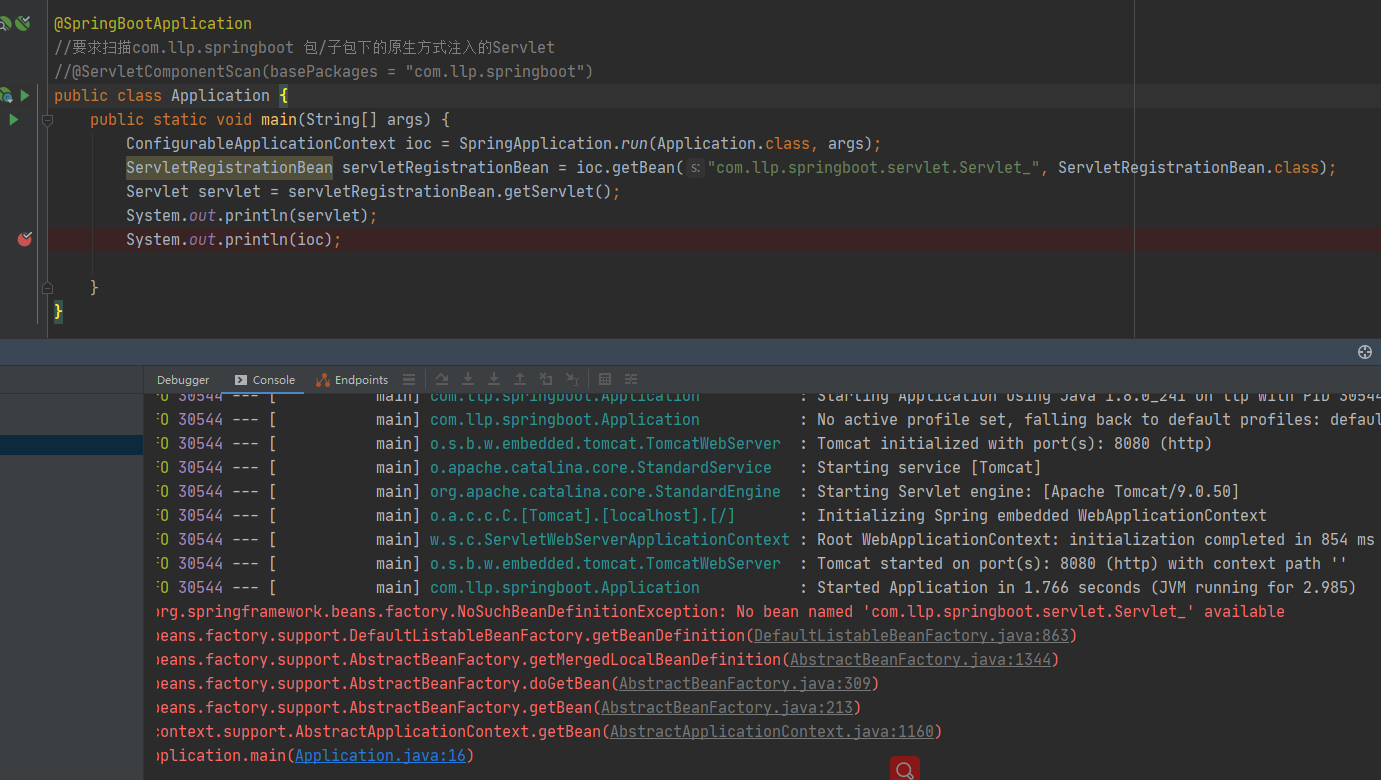 @SpringBootApplication
//要求扫描com.llp.springboot 包/子包下的原生方式注入的Servlet
//@ServletComponentScan(basePackages = "com.llp.springboot")
public class Application {
public static void main(String[] args) {
ConfigurableApplicationContext ioc = SpringApplication.run(Application.class, args);
ServletRegistrationBean servletRegistrationBean = ioc.getBean( s: "com.llp.springboot.servlet.Servlet_", ServletRegistrationBean.class);
Servlet servlet = servletRegistrationBean.getServlet();
System.out.println(servlet);
System.out.println(ioc);
}
}
Debugger Console Endpoints
FO 30544 --- [ main] com.llp.springboot.Application : Starting Application using Java 1.8.0_241 on llp with PID 30544
FO 30544 --- [ main] com.llp.springboot.Application : No active profile set, falling back to default profiles: defaul
FO 30544 --- [ main] o.s.b.w.embedded.tomcat.TomcatWebServer : Tomcat initialized with port(s): 8080 (http)
FO 30544 --- [ main] o.apache.catalina.core.StandardService : Starting service [Tomcat]
FO 30544 --- [ main] org.apache.catalina.core.StandardEngine : Starting Servlet engine: [Apache Tomcat/9.0.50]
FO 30544 --- [ main] o.a.c.c.C.[Tomcat].[localhost].[/] : Initializing Spring embedded WebApplicationContext
FO 30544 --- [ main] w.s.c.ServletWebServerApplicationContext : Root WebApplicationContext: initialization completed in 854 ms
FO 30544 --- [ main] o.s.b.w.embedded.tomcat.TomcatWebServer : Tomcat started on port(s): 8080 (http) with context path ''
FO 30544 --- [ main] com.llp.springboot.Application : Started Application in 1.766 seconds (JVM running for 2.985)
org.springframework.beans.factory.NoSuchBeanDefinitionException: No bean named 'com.llp.springboot.servlet.Servlet_' available
beans.factory.support.DefaultListableBeanFactory.getBeanDefinition(DefaultListableBeanFactory.java:863)
beans.factory.support.AbstractBeanFactory.getMergedLocalBeanDefinition(AbstractBeanFactory.java:1344)
beans.factory.support.AbstractBeanFactory.doGetBean(AbstractBeanFactory.java:309)
beans.factory.support.AbstractBeanFactory.getBean(AbstractBeanFactory.java:213)
context.support.AbstractApplicationContext.getBean(AbstractApplicationContext.java:1160)
pplication.main(Application.java:16)